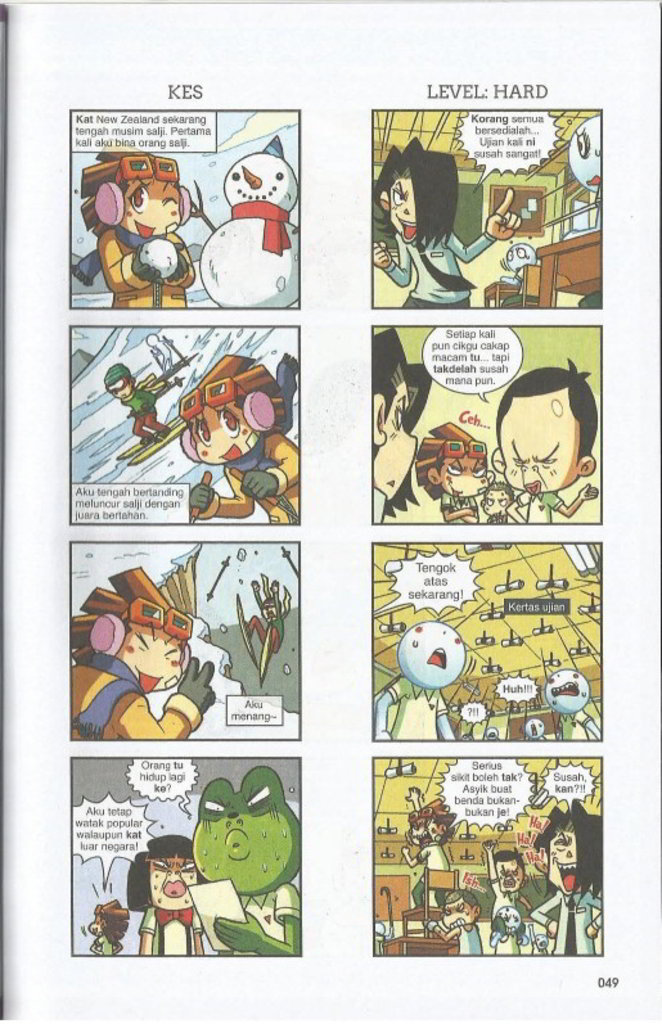 KES
Kat New Zealand sekarang
tengah musim salji. Pertama
kali aku bina orang salji.
Aku tengah bertanding
meluncur salji dengan
juara bertahan.
Aku
menang~
Orang tu
hidup lagi
ke?
Aku tetap
watak popular
walaupun kat
luar negara!
LEVEL: HARD
Korang semua
bersedialah...
Ujian kali ni
susah sangat!
Setiap kali
pun cikgu cakap
macam tu... tapi
takdelah susah
mana pun.
Ceh...
Tengok
atas
sekarang!
Kertas ujian
Huh!!!
?!!
Serius
sikit boleh tak?
Asyik buat
benda bukan-
bukan je!
Susah,
kan?!!
Ha!
Ha!
Ha!
Fsh...
049